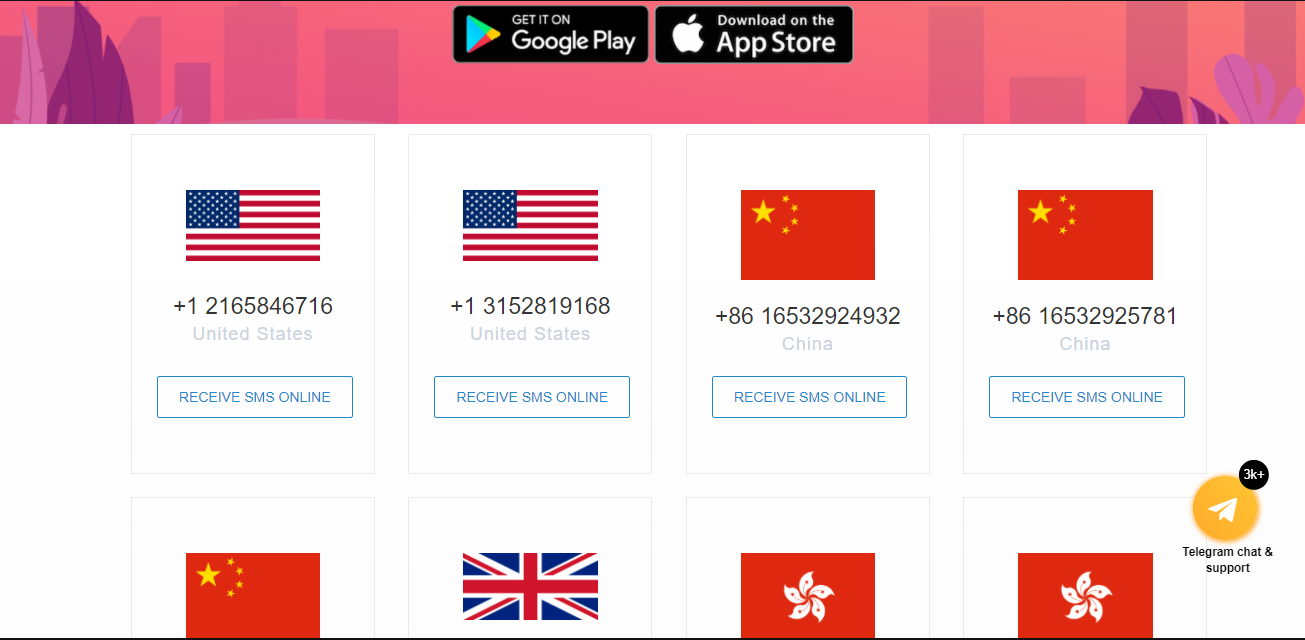 GET IT ON
Google Play
Download on the
App Store
+1 2165846716
United States
RECEIVE SMS ONLINE
+1 3152819168
United States
RECEIVE SMS ONLINE
+86 16532924932
China
RECEIVE SMS ONLINE
+86 16532925781
China
RECEIVE SMS ONLINE
3k+
Telegram chat &
support